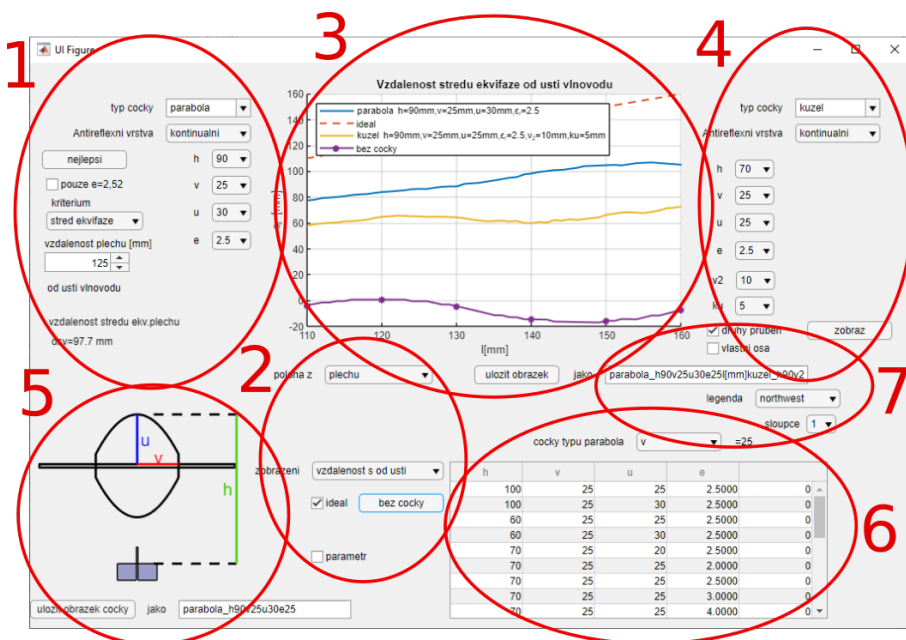 1
3
4
UI Figure
typ cocky parabola
Antireflexni vrstva kontinualni
nejlepsi
h 90
pouze e=2,52
v 25
kriterium
stred ekvifaze
u 30
vzdalenost plechu [mm]
e 2.5
125
od usti vlnovodu
vzdalenost stredu ekv.plechu
dsv=97.7 mm
Vzdalenost stredu ekvifaze od usti vlnovodu
160
140
120
100
80
60
40
20
0
-20
parabola h=90mm,v=25mm,u=30mm,εr=2.5
ideal
kuzel h=90mm,v=25mm,u=25mm,εr=2.5,v2=10mm,ku=5mm
bez cocky
110 120 130 140 150 160
l[mm]
typ cocky kuzel
Antireflexni vrstva kontinualni
h 70
v 25
u 25
e 2.5
v2 10
ku 5
druhy pruben zobraz
vlastni osa
2
poloha z plechu
ulozit obrazek jako parabola_h90v25u30e25l[mm]kuzel_h90v2
legenda northwest
sloupce 1
7
5
u
v
h
ulozit obrazek cocky jako parabola_h90v25u30e25
zobrazeni vzdalenost s od usti
ideal bez cocky
parametr
cocky typu parabola v =25
h v u e
100 25 25 2.5000 0
100 25 30 2.5000 0
60 25 25 2.5000 0
60 25 30 2.5000 0
70 25 20 2.5000 0
70 25 25 2.0000 0
70 25 25 2.5000 0
70 25 25 3.0000 0
70 25 25 4.0000 0
6